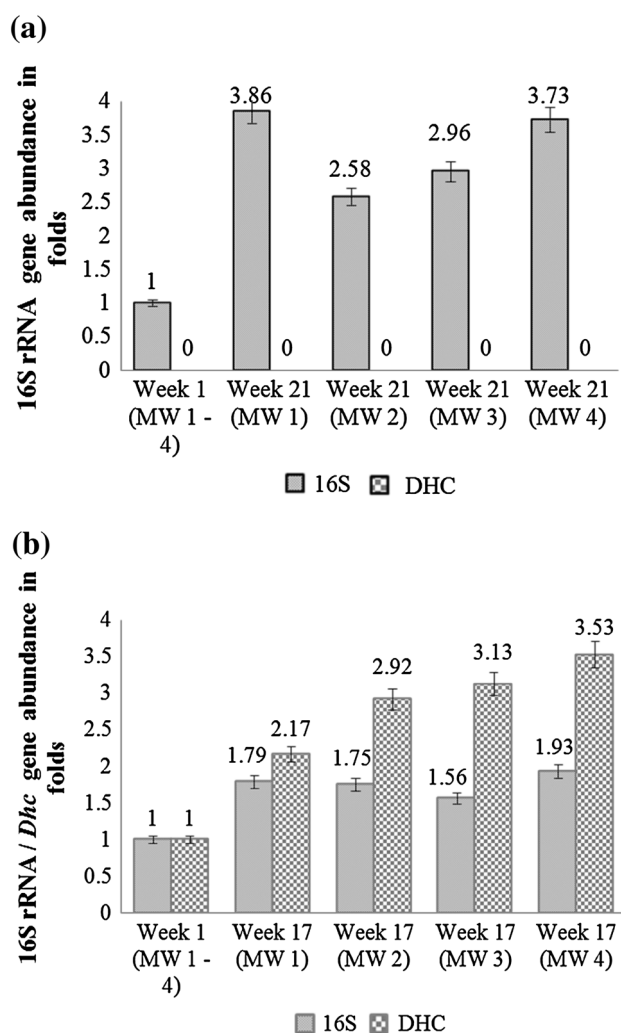 (a)
16S rRNA gene abundance in
folds
4
3.5
3
2.5
2
1.5
1
0.5
0
1
0
3.86
0
2.58
0
2.96
0
3.73
0
Week 1
(MW 1 -
4)
Week 21
(MW 1)
Week 21
(MW 2)
Week 21
(MW 3)
Week 21
(MW 4)
16S
DHC
(b)
16S rRNA / Dhc gene abundance in
folds
4
3.5
3
2.5
2
1.5
1
0.5
0
1
1
1.79
2.17
1.75
2.92
1.56
3.13
1.93
3.53
Week 1
(MW 1 -
4)
Week 17
(MW 1)
Week 17
(MW 2)
Week 17
(MW 3)
Week 17
(MW 4)
16S
DHC